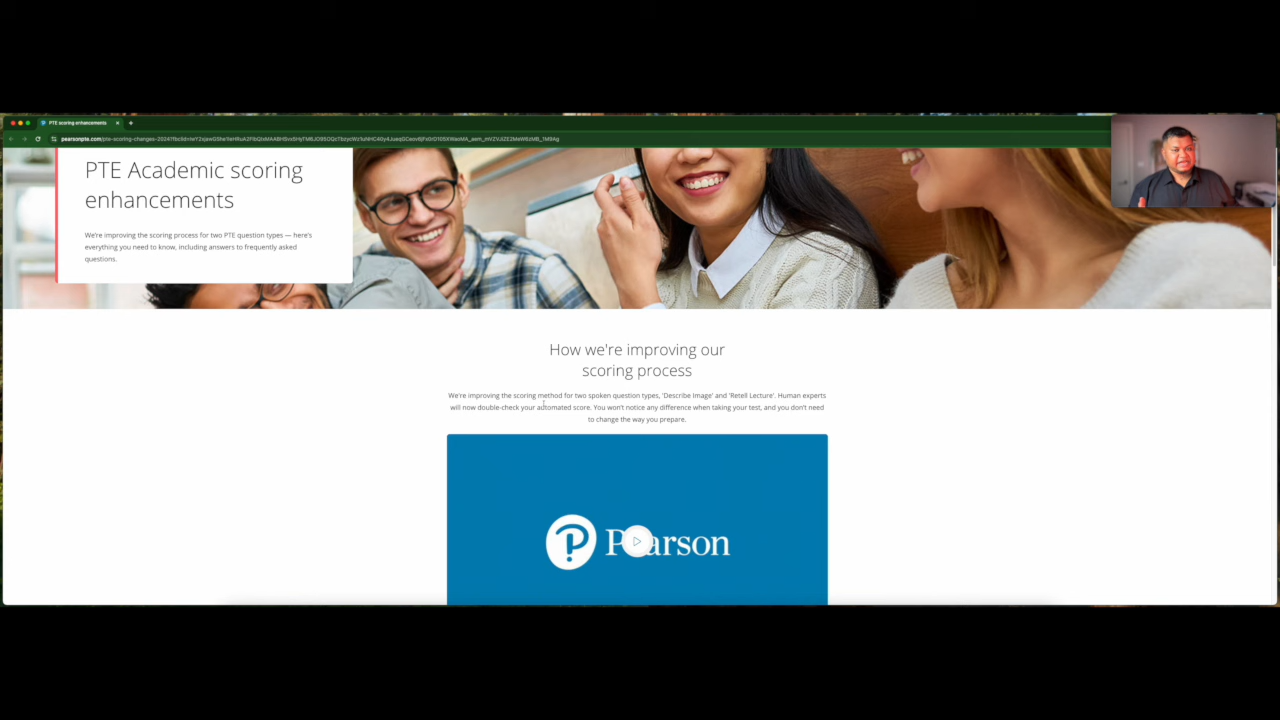 PTE scoring enhancements
PTE Academic scoring
enhancements
We're improving the scoring process for two PTE question types — here's
everything you need to know, including answers to frequently asked
questions.
How we're improving our
scoring process
We're improving the scoring method for two spoken question types, 'Describe Image' and 'Retell Lecture'. Human experts
will now double-check your automated score. You won't notice any difference when taking your test, and you don't need
to change the way you prepare.
Pearson